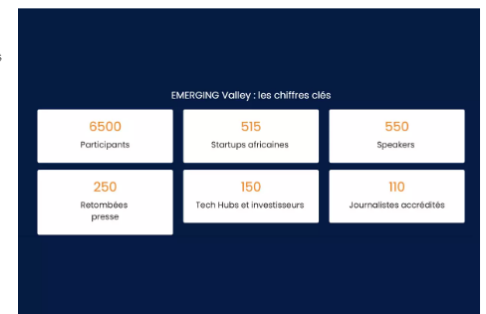 s
EMERGING Valley : les chiffres clés
6500
Participants
515
Startups africaines
550
Speakers
250
Retombées
presse
150
Tech Hubs et investisseurs
110
Journalistes accrédités